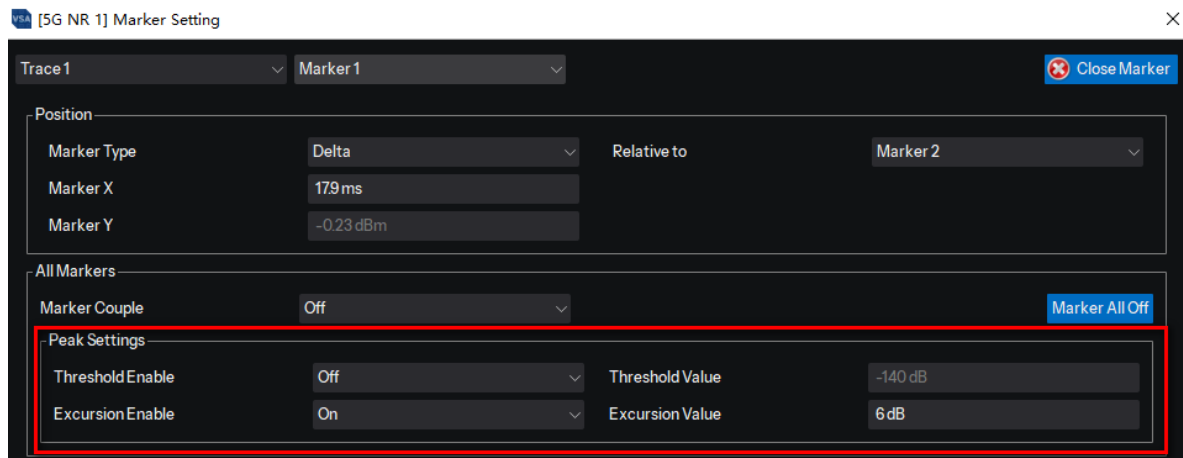 VSA [5G NR 1] Marker Setting
Trace 1 Marker 1 Close Marker
Position
Marker Type Delta Relative to Marker 2
Marker X 17.9 ms
Marker Y -0.23 dBm
All Markers
Marker Couple Off Marker All Off
Peak Settings
Threshold Enable Off Threshold Value -140 dB
Excursion Enable On Excursion Value 6 dB